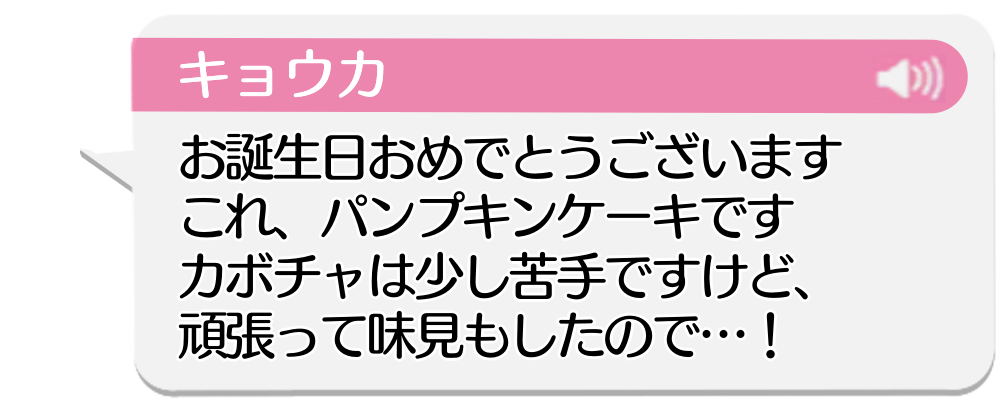 キョウカ
お誕生日おめでとうございます
これ、パンプキンケーキです
カボチャは少し苦手ですけど、
頑張って味見もしたので…！